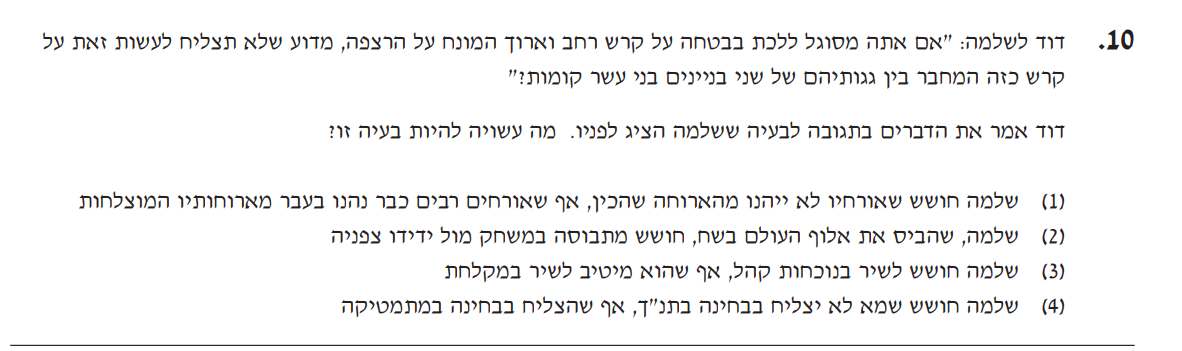 10. דוד לשלמה: "אם אתה מסוגל ללכת בבטחה על קרש רחב וארוך המונח על הרצפה, מדוע שלא תצליח לעשות זאת על
קרש כזה המחבר בין גגותיהם של שני בניינים בני עשר קומות?"
דוד אמר את הדברים בתגובה לבעיה ששלמה הציג לפניו. מה עשויה להיות בעיה זו?
(1) שלמה חושש שאורחיו לא ייהנו מהארוחה שהכין, אף שאורחים רבים כבר נהנו בעבר מארוחותיו המוצלחות
(2) שלמה, שהביס את אלוף העולם בשח, חושש מתבוסה במשחק מול ידידו צפניה
(3) שלמה חושש לשיר בנוכחות קהל, אף שהוא מיטיב לשיר במקלחת
(4) שלמה חושש שמא לא יצליח בבחינה בתנ"ך, אף שהצליח בבחינה במתמטיקה